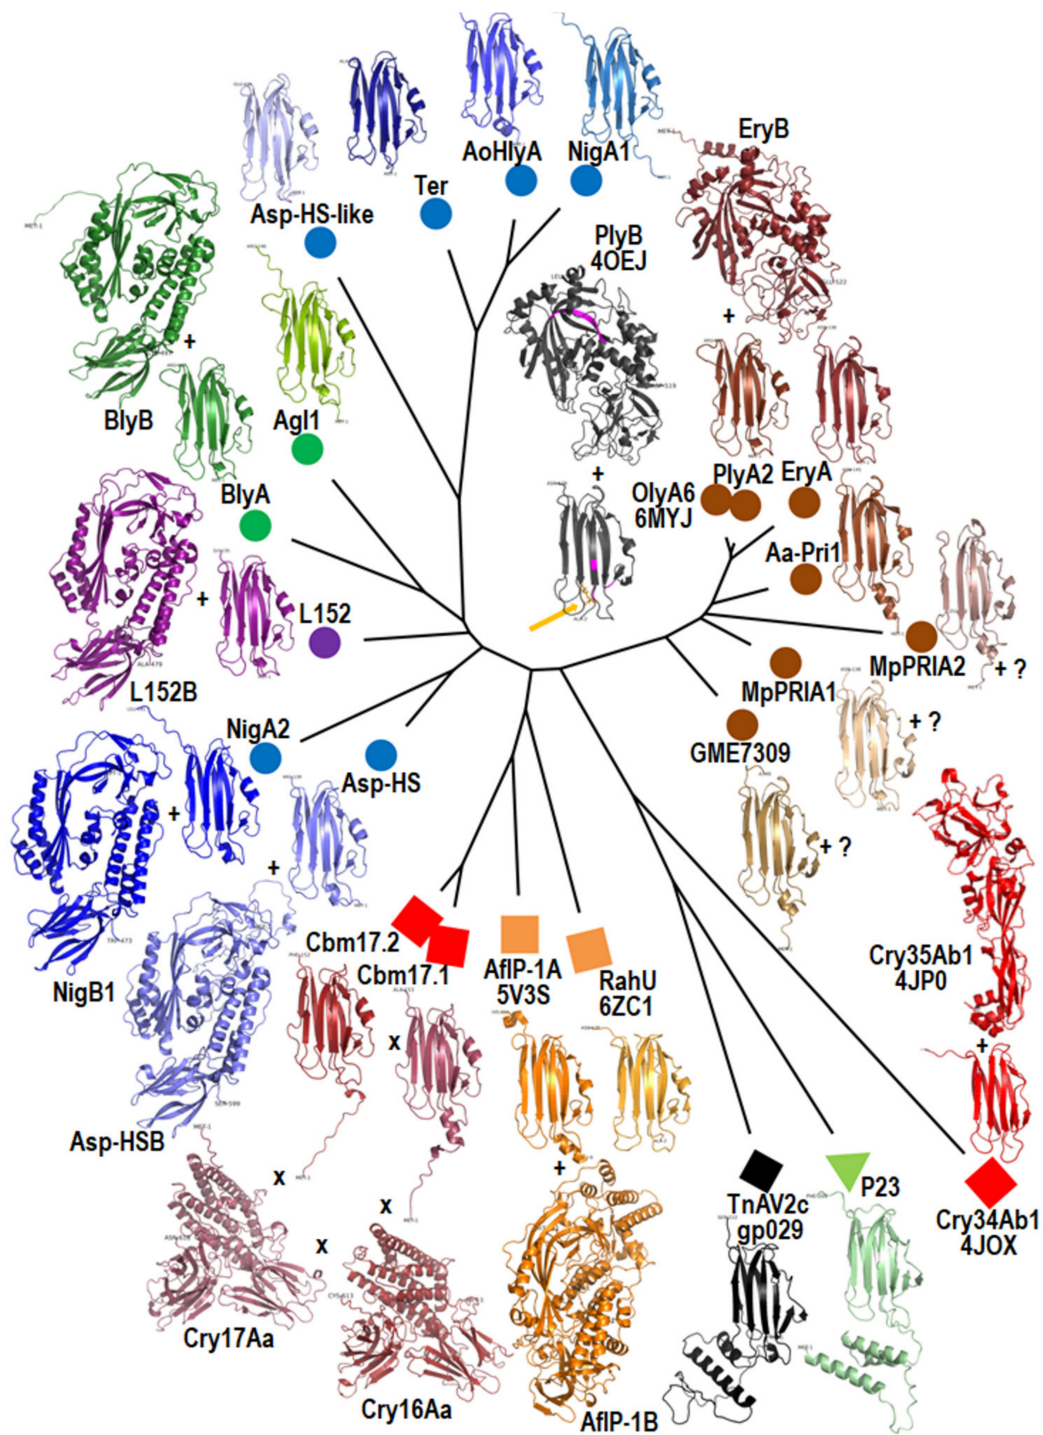 AoHlyA
NigA1
EryB
Ter
Asp-HS-like
PlyB
4OEJ
MET-1
+
+
BlyB
Agl1
+
PlyA2
EryA
OlyA6
6MYJ
BlyA
Aa-Pri1
+
L152
L152B
MpPRIA2
+ ?
MpPRIA1
+ ?
NigA2
Asp-HS
GME7309
+
+ ?
+
Cbm17.2
Cbm17.1
AflP-1A
5V3S
RahU
6ZC1
Cry35Ab1
4JP0
NigB1
x
+
Asp-HSB
+
x
x
TnAV2c
gp029
P23
Cry34Ab1
4JOX
x
Cry17Aa
Cry16Aa
AflP-1B